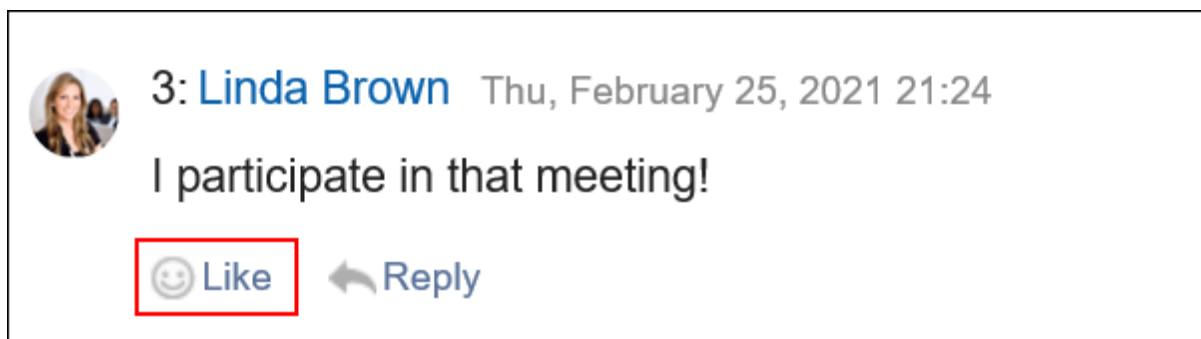 3: Linda Brown Thu, February 25, 2021 21:24
I participate in that meeting!
Like Reply